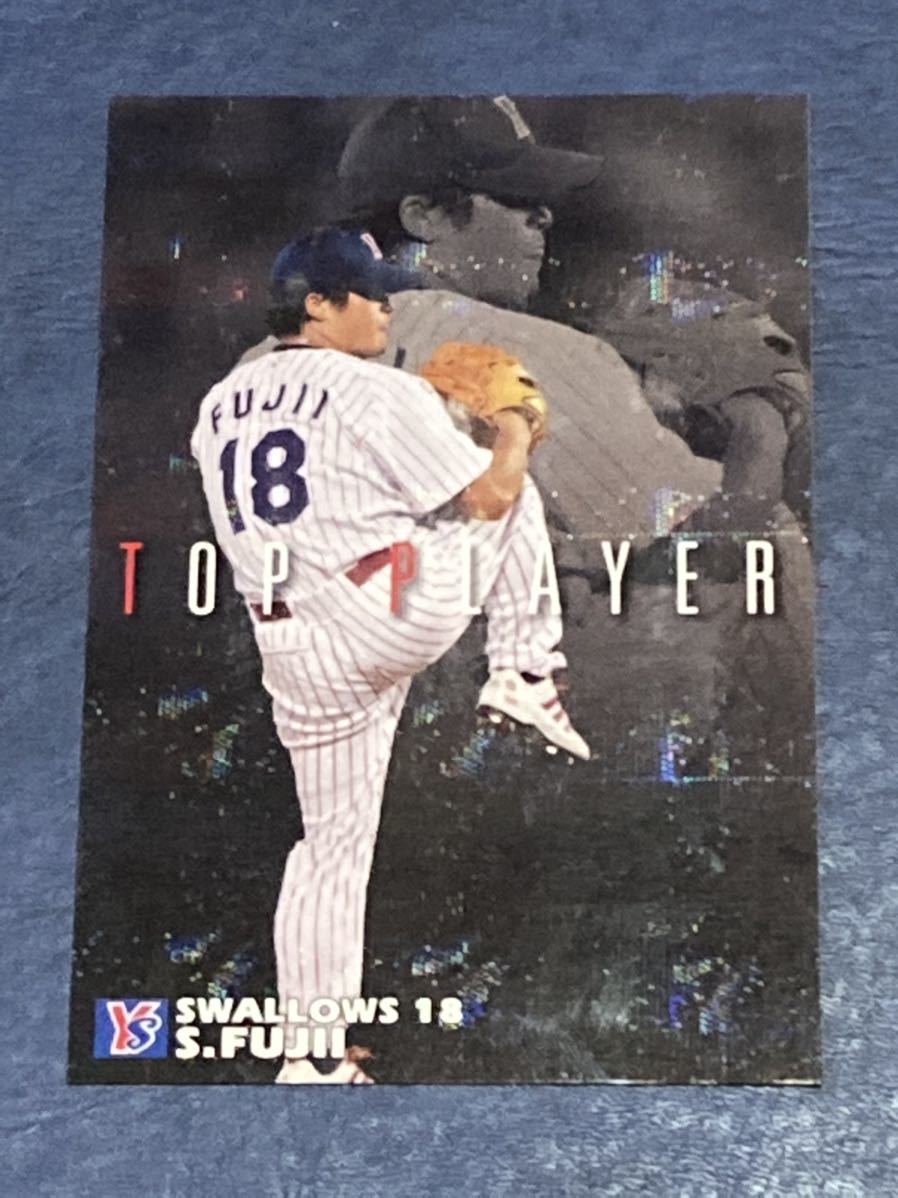 FUJII
18
TOP PLAYER
YS
SWALLOWS 18
S.FUJII